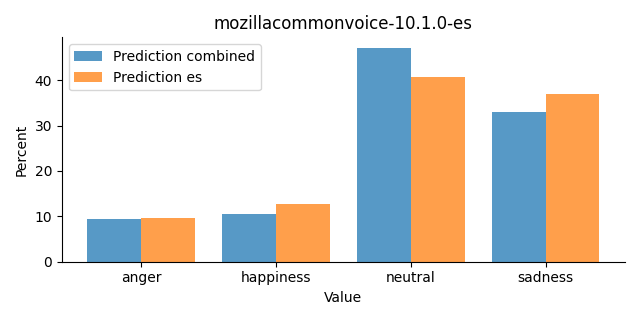 mozillacommonvoice-10.1.0-es
Prediction combined
Prediction es
Percent
40
30
20
10
0
anger happiness neutral sadness
Value